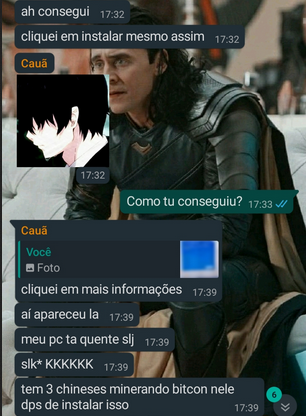 ah consegui 17:32
cliquei em instalar mesmo assim 17:32
Cauã
17:32
Como tu conseguiu? 17:33
Cauã
Você
Foto
cliquei em mais informações 17:39
aí apareceu la 17:39
meu pc ta quente slj 17:39
slk* KKKKKK 17:39
tem 3 chineses minerando bitcon nele
dps de instalar isso 17:39
6